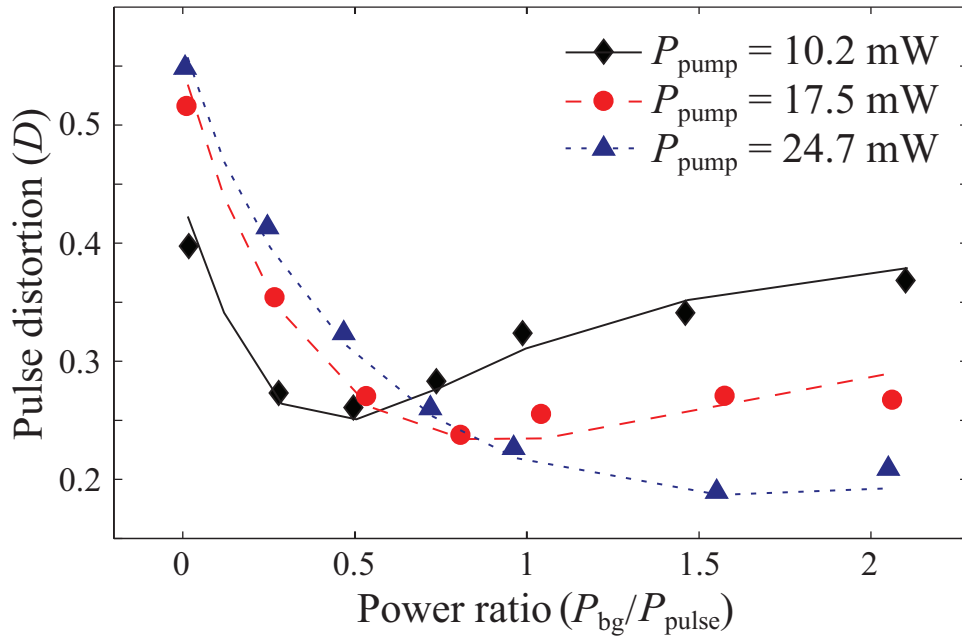 P_pump = 10.2 mW
P_pump = 17.5 mW
P_pump = 24.7 mW
Pulse distortion (D)
0.5
0.4
0.3
0.2
0 0.5 1 1.5 2
Power ratio (P_bg/P_pulse)